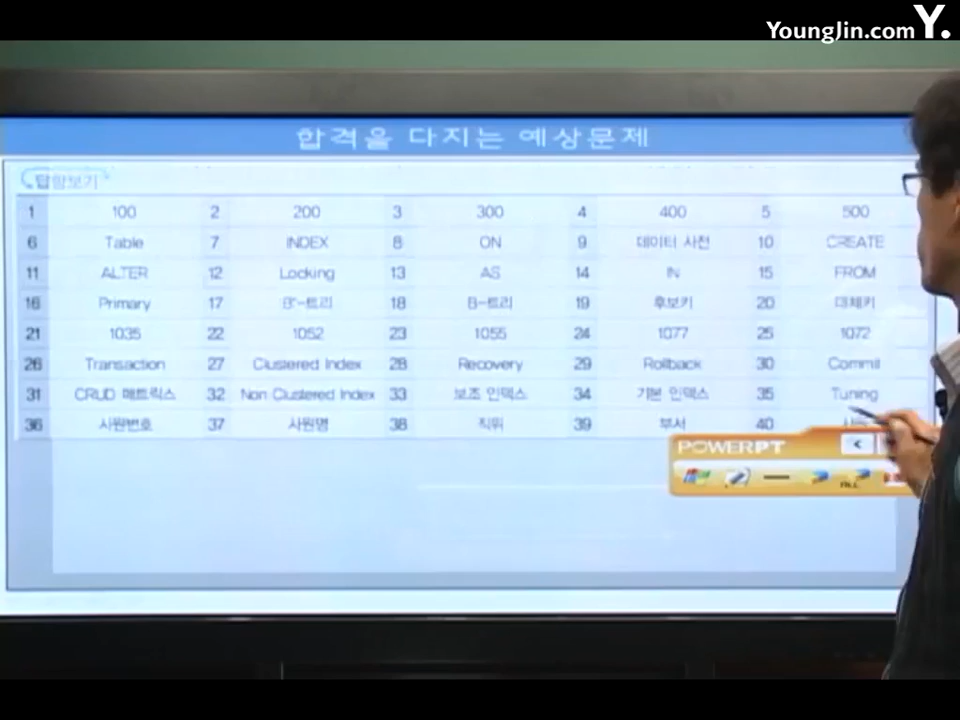 YoungJin.com Y.
합격을 다지는 예상문제
답항보기
1 100 2 200 3 300 4 400 5 500
6 Table 7 INDEX 8 ON 9 데이터 사전 10 CREATE
11 ALTER 12 Locking 13 AS 14 IN 15 FROM
16 Primary 17 B⁺-트리 18 B-트리 19 후보키 20 대체키
21 1035 22 1052 23 1055 24 1077 25 1072
26 Transaction 27 Clustered Index 28 Recovery 29 Rollback 30 Commit
31 CRUD 매트릭스 32 Non Clustered Index 33 보조 인덱스 34 기본 인덱스 35 Tuning
36 사원번호 37 사원명 38 직위 39 부서 40
POWERPT <
ALL